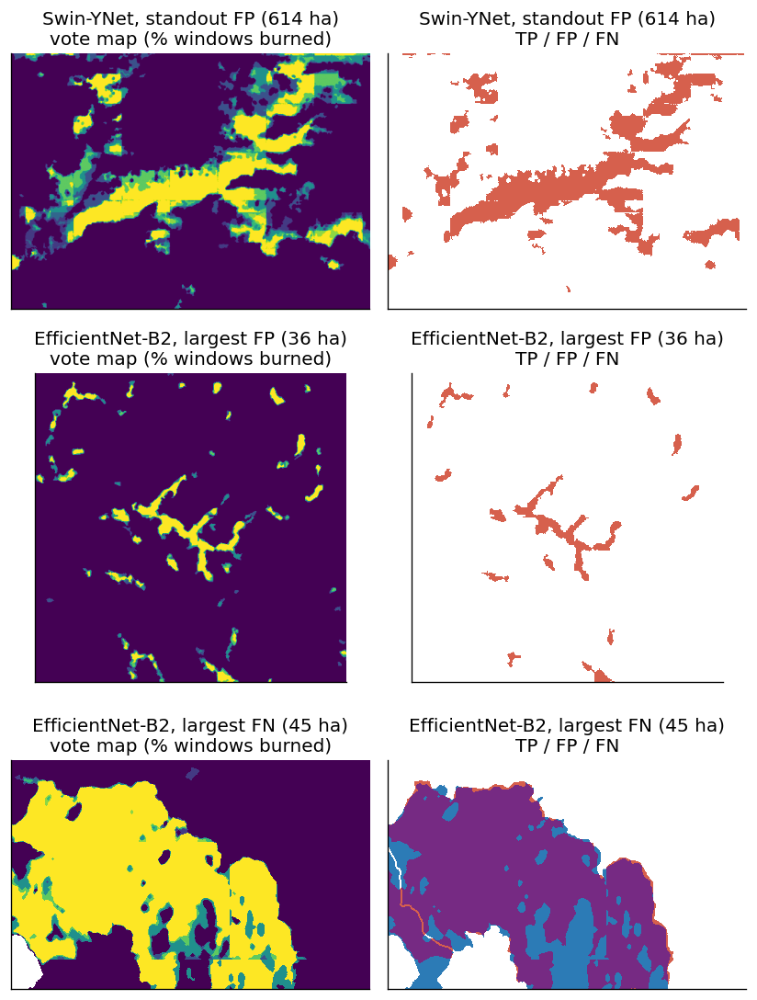 Swin-YNet, standout FP (614 ha)
vote map (% windows burned)
Swin-YNet, standout FP (614 ha)
TP / FP / FN
EfficientNet-B2, largest FP (36 ha)
vote map (% windows burned)
EfficientNet-B2, largest FP (36 ha)
TP / FP / FN
EfficientNet-B2, largest FN (45 ha)
vote map (% windows burned)
EfficientNet-B2, largest FN (45 ha)
TP / FP / FN